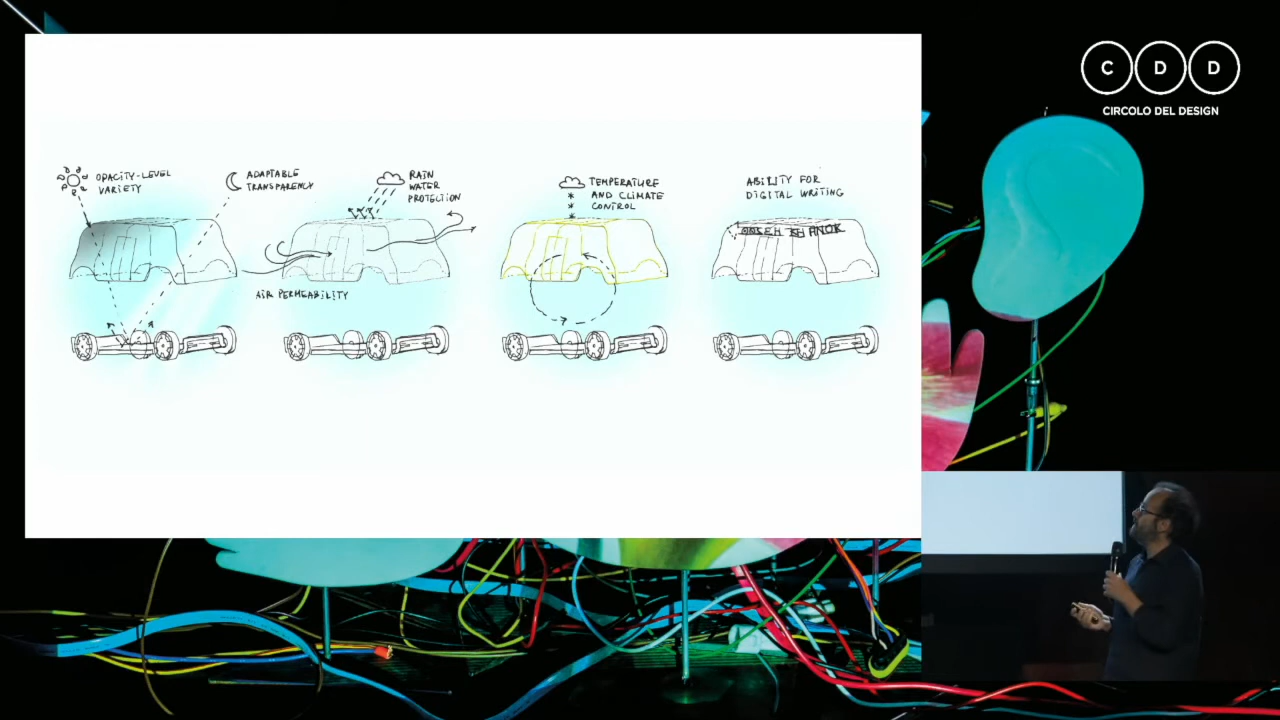 OPACITY-LEVEL
VARIETY
ADAPTABLE
TRANSPARENCY
RAIN
WATER
PROTECTION
AIR PERMEABILITY
TEMPERATURE
AND CLIMATE
CONTROL
ABILITY FOR
DIGITAL WRITING
C D D
CIRCOLO DEL DESIGN